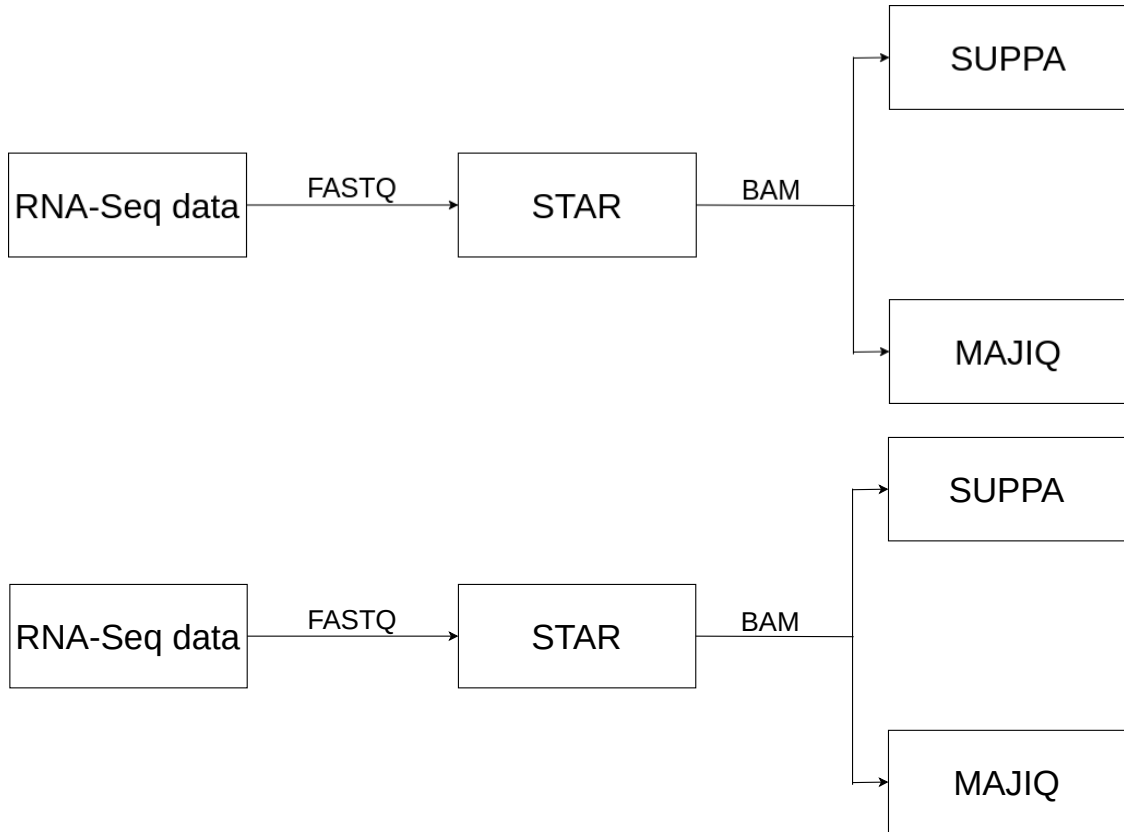 SUPPA
FASTQ
BAM
RNA-Seq data
STAR
MAJIQ
SUPPA
FASTQ
BAM
RNA-Seq data
STAR
MAJIQ